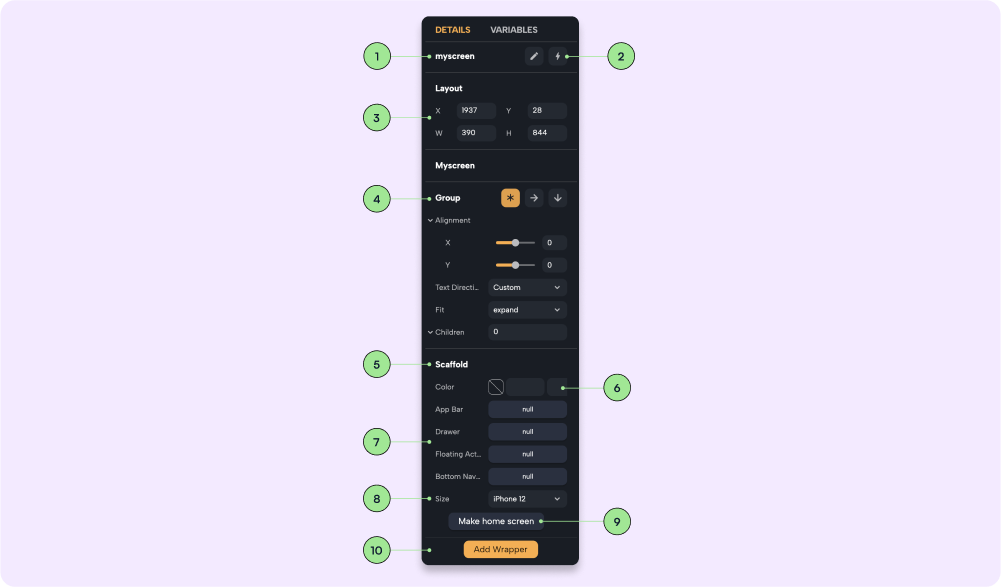 DETAILS VARIABLES
1 myscreen 2
Layout
X 1937 Y 28
3
W 390 H 844
Myscreen
4 Group
Alignment
X 0
Y 0
Text Directi... Custom
Fit expand
Children 0
5 Scaffold
Color 6
App Bar null
Drawer null
7
Floating Act... null
Bottom Nav... null
8 Size iPhone 12
Make home screen 9
10 Add Wrapper